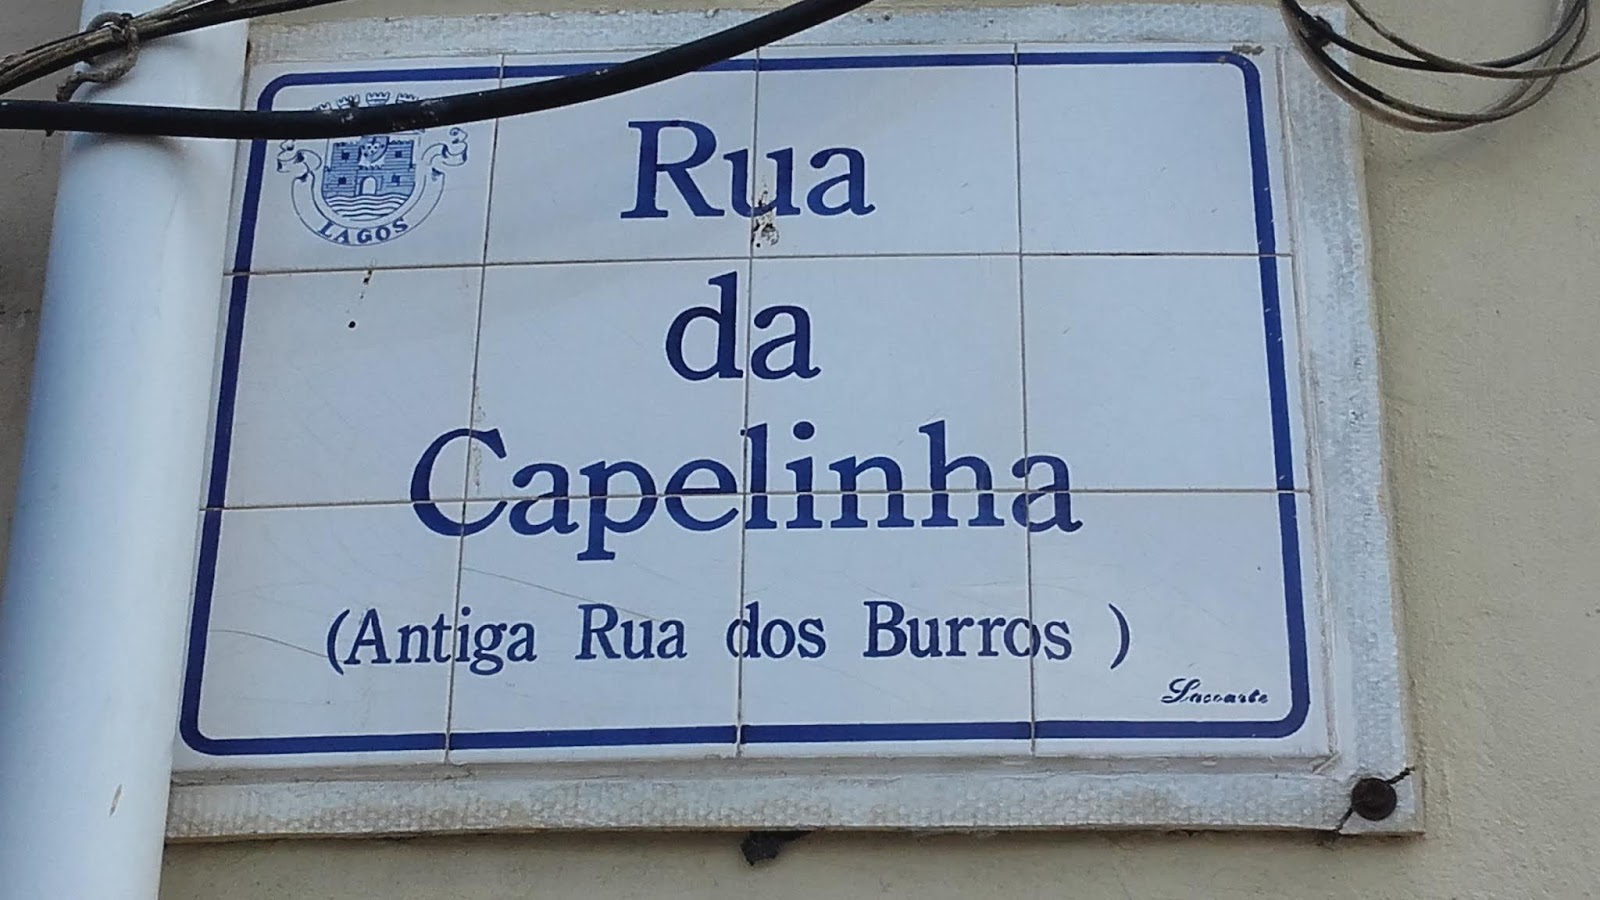 LAGOS
Rua
da
Capelinha
(Antiga Rua dos Burros )